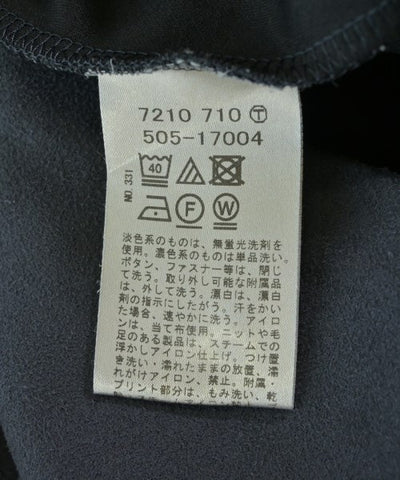 7210 710 Ⓣ
505-17004
40
F W
NO.331
淡色系のものは、無蛍光洗剤を
使用。濃色系のものは単品洗い。
ボタン、ファスナー等は、閉じ
て洗う。取り外し可能な附属品
は、外して洗う。漂白は、漂白
剤の指示にしたがう。汗をかい
た場合、速やかに洗う。アイロ
ンは、当て布使用。ニットや毛
足のある製品は、スチームでの
浮かしアイロン仕上げ。つけ置
き洗い・濡れたままの放置、濡
れがけアイロン、禁止。附属・
プリント部分は、もみ洗い、乾